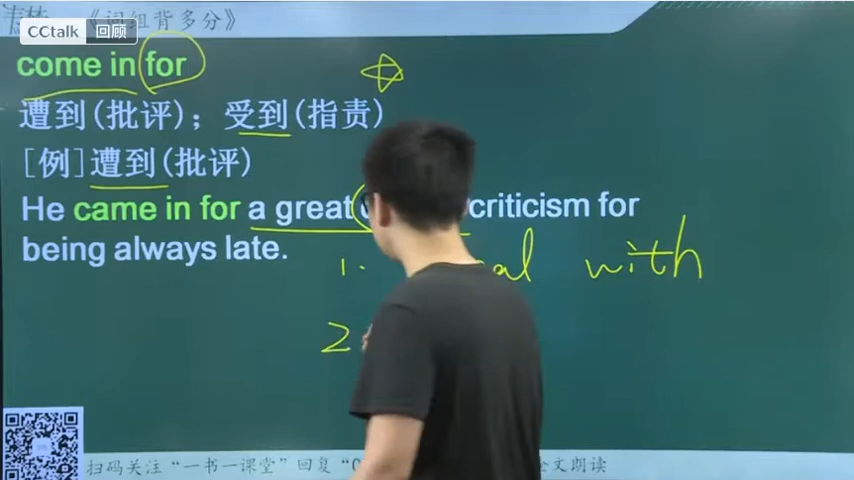 《词组背多分》
CCtalk 回顾
come in for
遭到(批评)；受到(指责)
[例]遭到(批评)
He came in for a great criticism for
being always late.
1. with
2
扫码关注“一书一课堂”回复“ 全文朗读